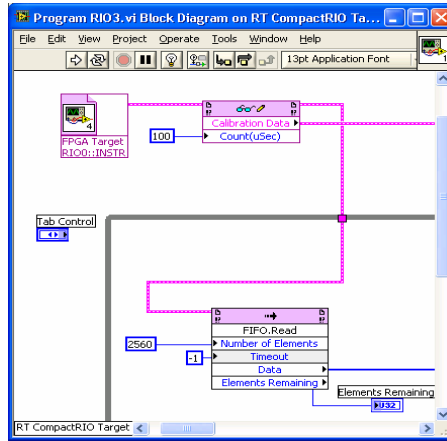 Program RIO3.vi Block Diagram on RT CompactRIO Ta...
File Edit View Project Operate Tools Window Help
13pt Application Font
1
4
FPGA Target
RIO0::INSTR
Calibration Data
100
Count(uSec)
Tab Control
FIFO.Read
2560
Number of Elements
-1
Timeout
Data
Elements Remaining
Elements Remaining
U32
RT CompactRIO Target